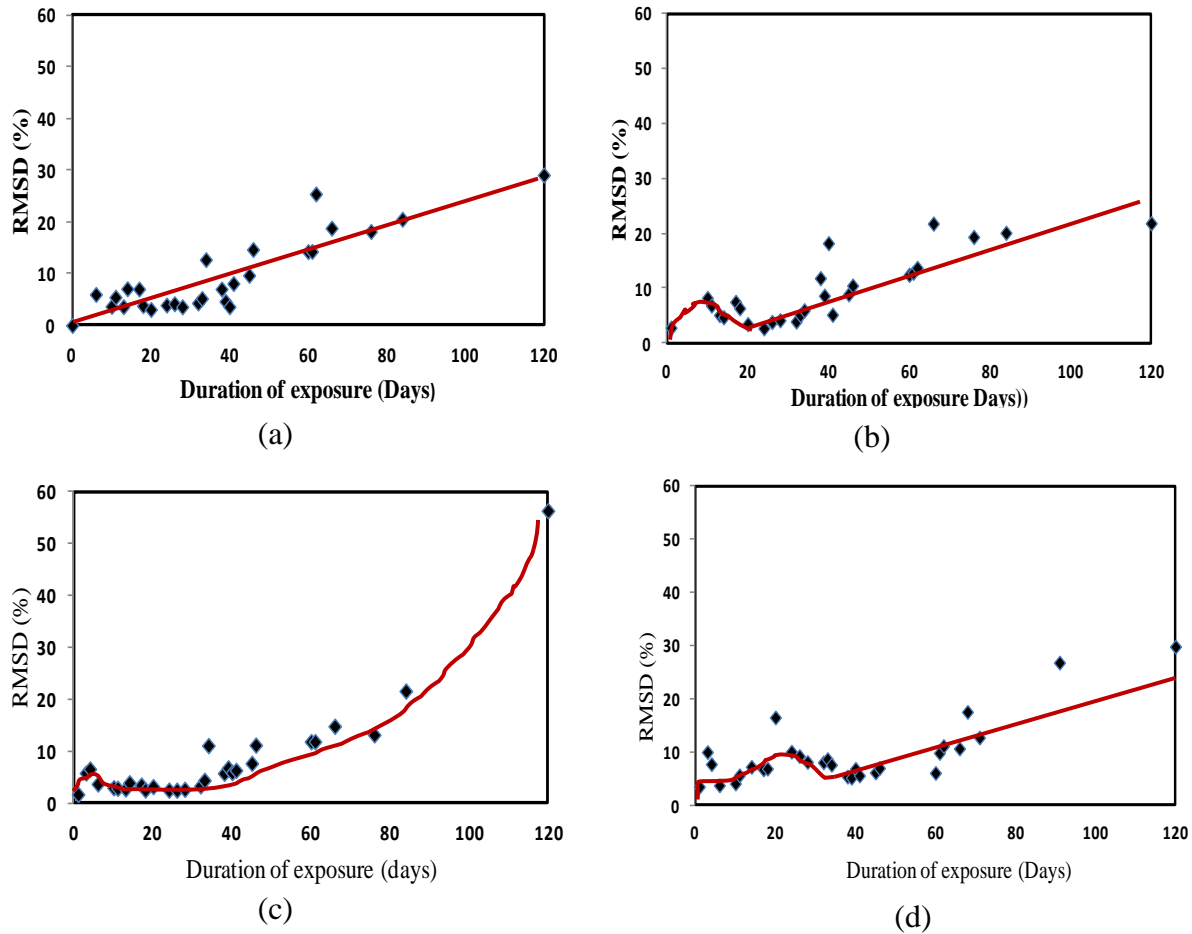 60
50
40
30
20
10
0
RMSD (%)
0 20 40 60 80 100 120
Duration of exposure (Days)
(a)
60
50
40
30
20
10
0
RMSD (%)
0 20 40 60 80 100 120
Duration of exposure Days))
(b)
60
50
40
30
20
10
0
RMSD (%)
0 20 40 60 80 100 120
Duration of exposure (days)
(c)
60
50
40
30
20
10
0
RMSD (%)
0 20 40 60 80 100 120
Duration of exposure (Days)
(d)